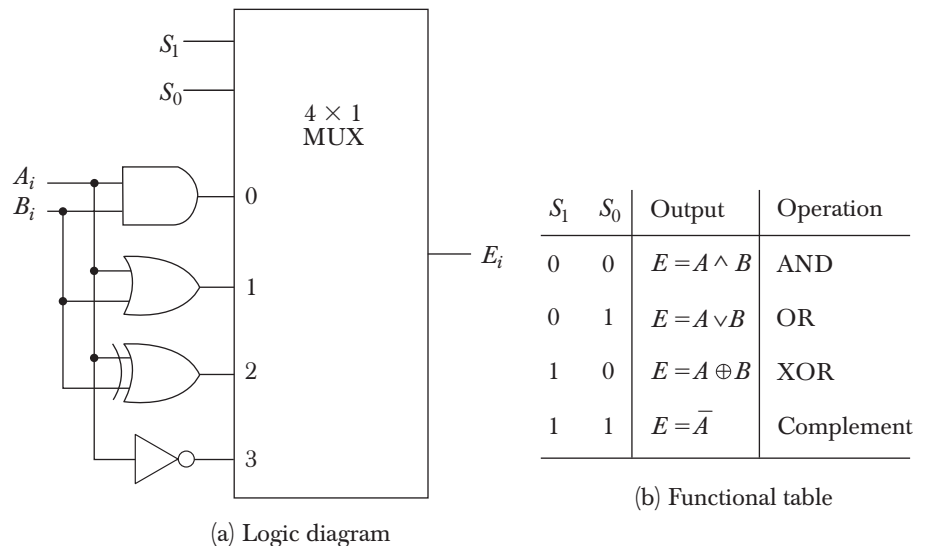 S₁
S₀
4 × 1
MUX
Aᵢ
Bᵢ
0
1
2
3
Eᵢ
(a) Logic diagram
S₁ S₀ Output Operation
0 0 E = A ∧ B AND
0 1 E = A ∨ B OR
1 0 E = A ⊕ B XOR
1 1 E = A̅ Complement
(b) Functional table